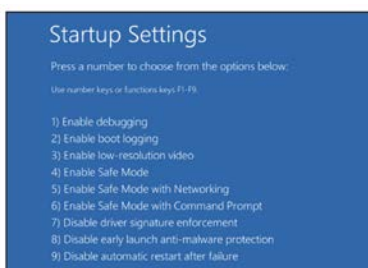 Startup Settings
Press a number to choose from the options below:
Use number keys or functions keys F1-F9.
1) Enable debugging
2) Enable boot logging
3) Enable low-resolution video
4) Enable Safe Mode
5) Enable Safe Mode with Networking
6) Enable Safe Mode with Command Prompt
7) Disable driver signature enforcement
8) Disable early launch anti-malware protection
9) Disable automatic restart after failure